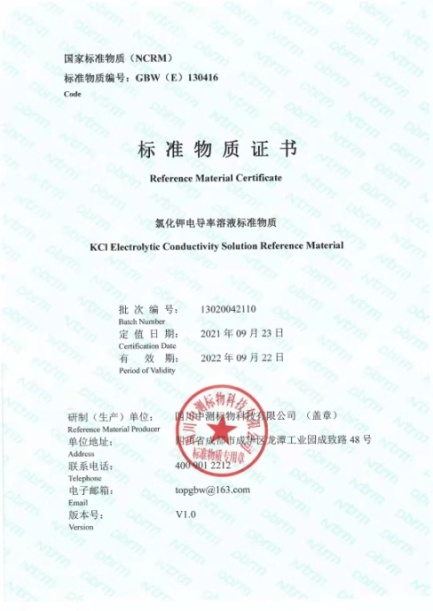 国家标准物质（NCRM）
标准物质编号：GBW（E）130416
Code
标准物质证书
Reference Material Certificate
氯化钾电导率溶液标准物质
KCl Electrolytic Conductivity Solution Reference Material
批次编号： 13020042110
Batch Number
定值日期： 2021 年 09 月 23 日
Certification Date
有效期： 2022 年 09 月 22 日
Period of Validity
研制（生产）单位： 四川中测标物科技有限公司 （盖章）
Reference Material Producer
单位地址： 四川省成都市成华区龙潭工业园成致路 48 号
Address
联系电话： 400 901 2212
Telephone
电子邮箱： topgbw@163.com
Email
版本号： V1.0
Version
四川中测标物科技有限公司
标准物质专用章